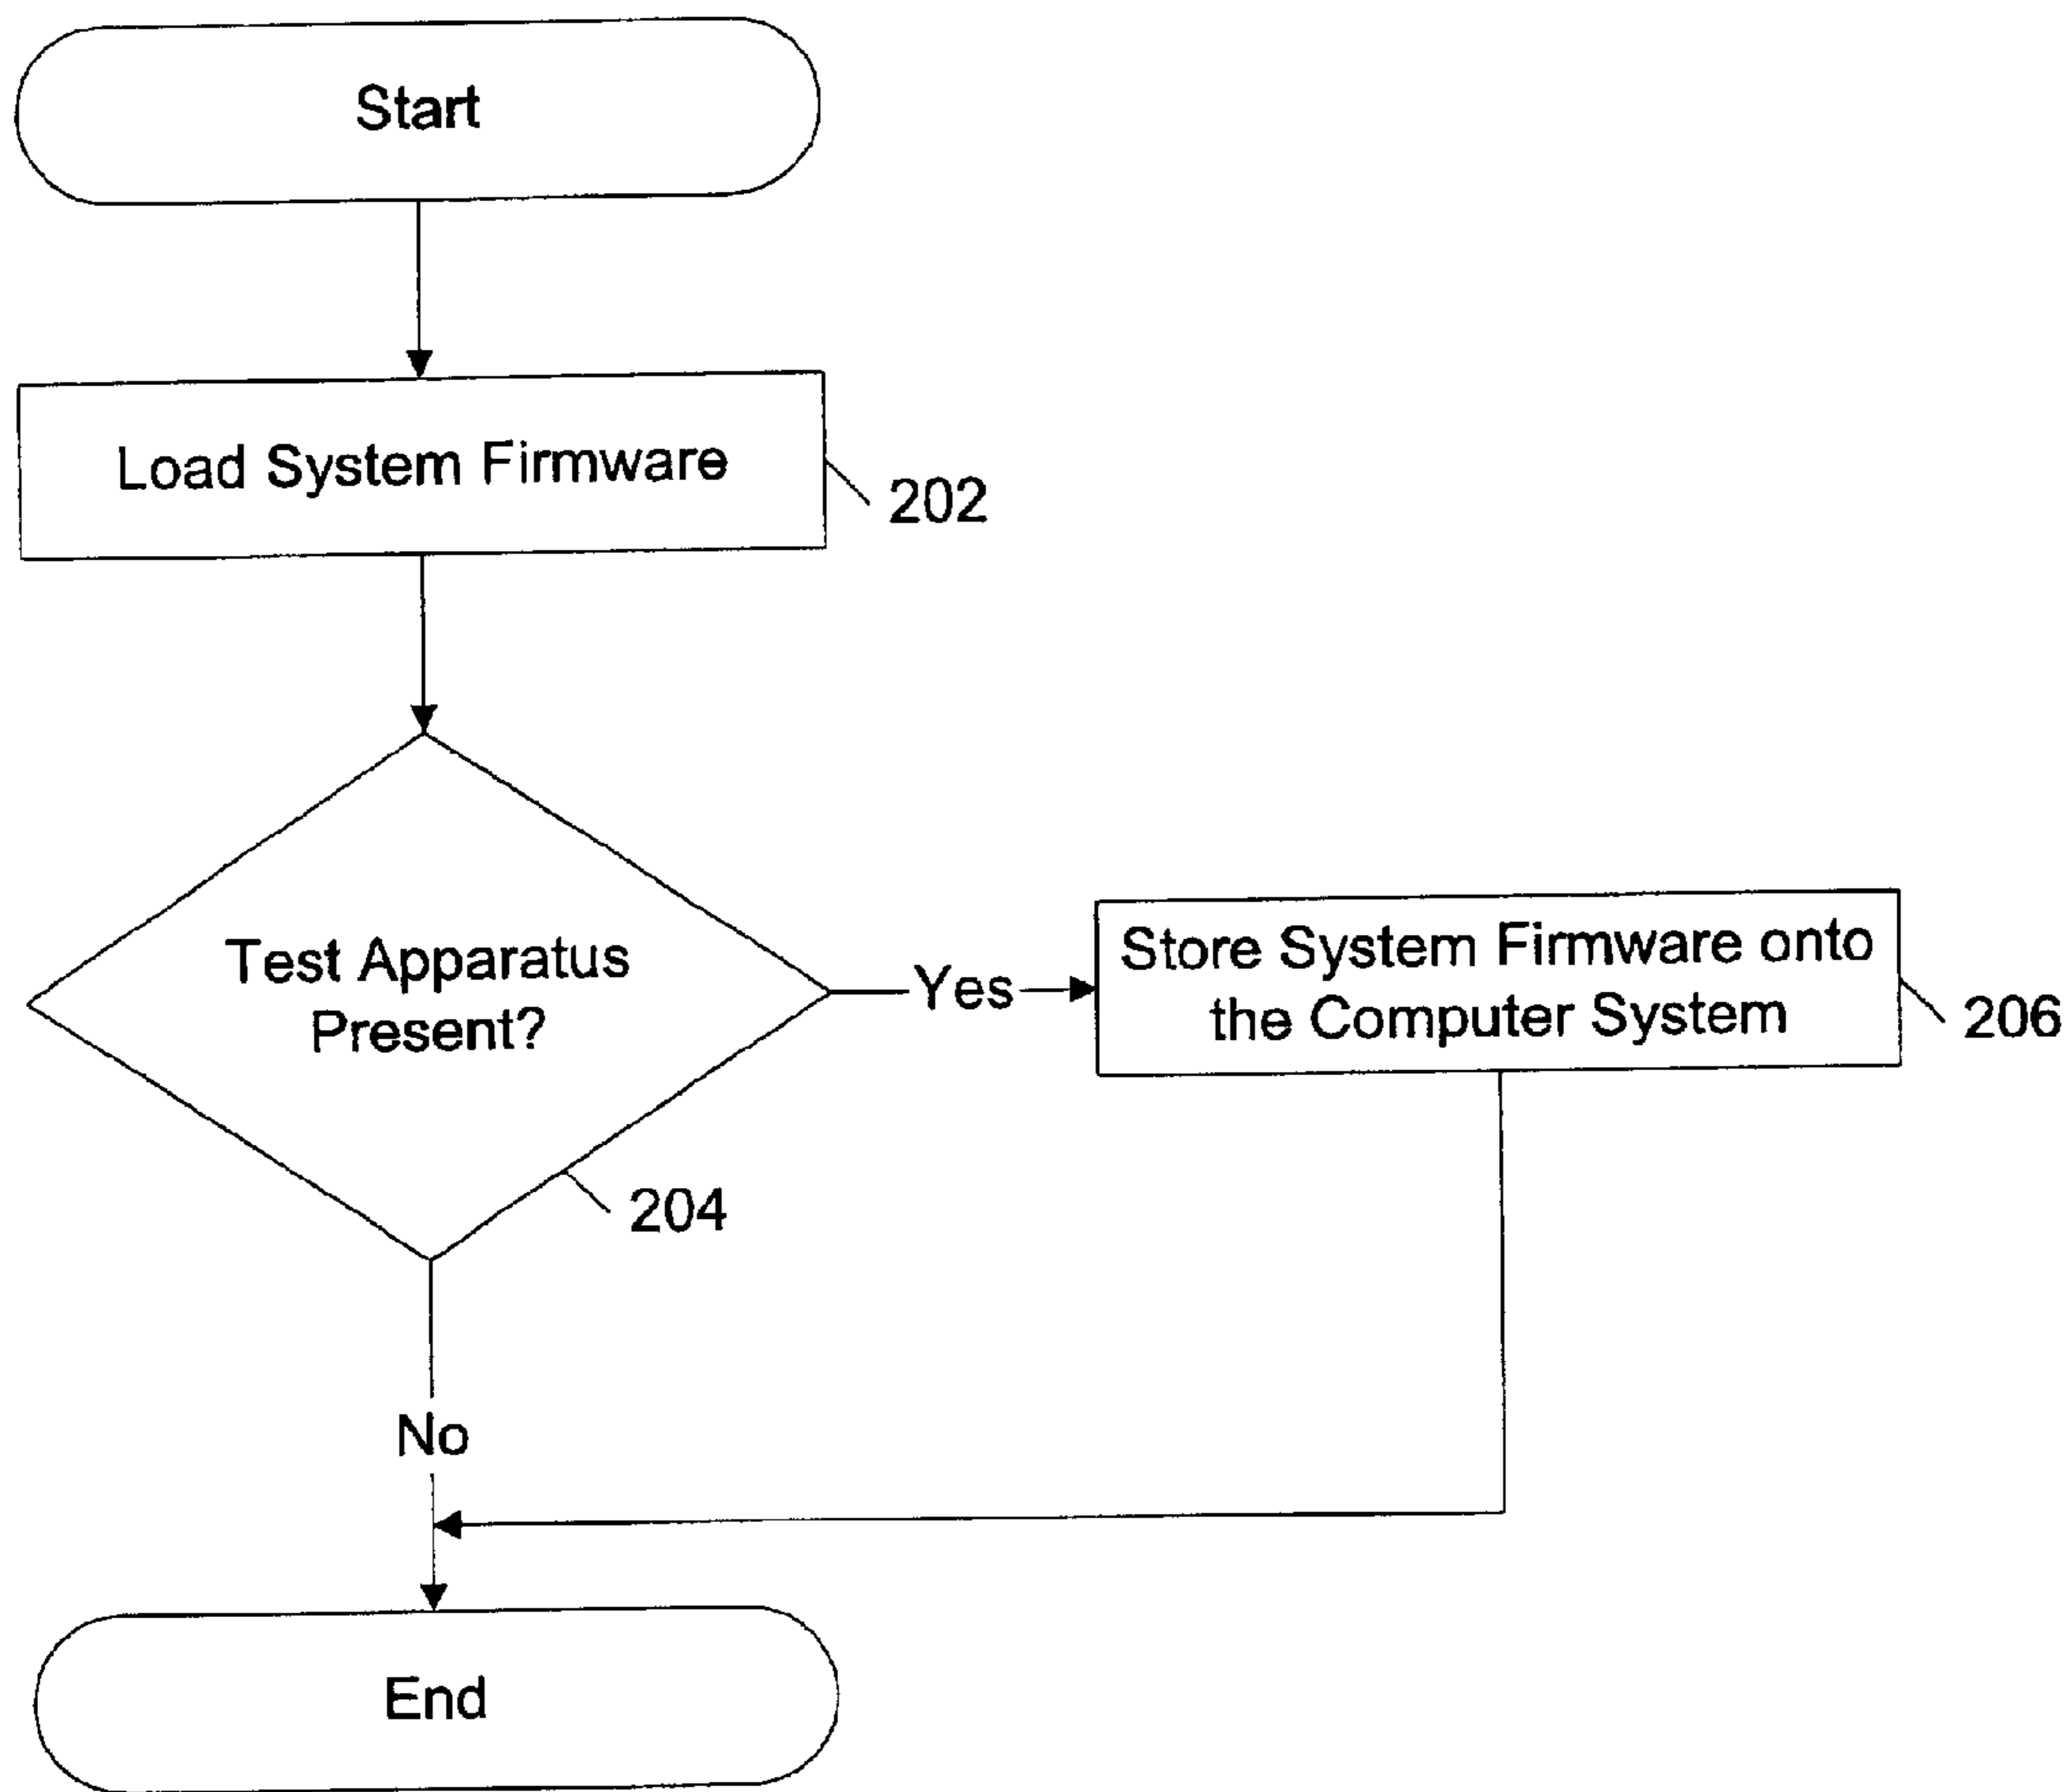 Start
Load System Firmware
202
Test Apparatus
Present?
204
Yes
Store System Firmware onto
the Computer System
206
No
End